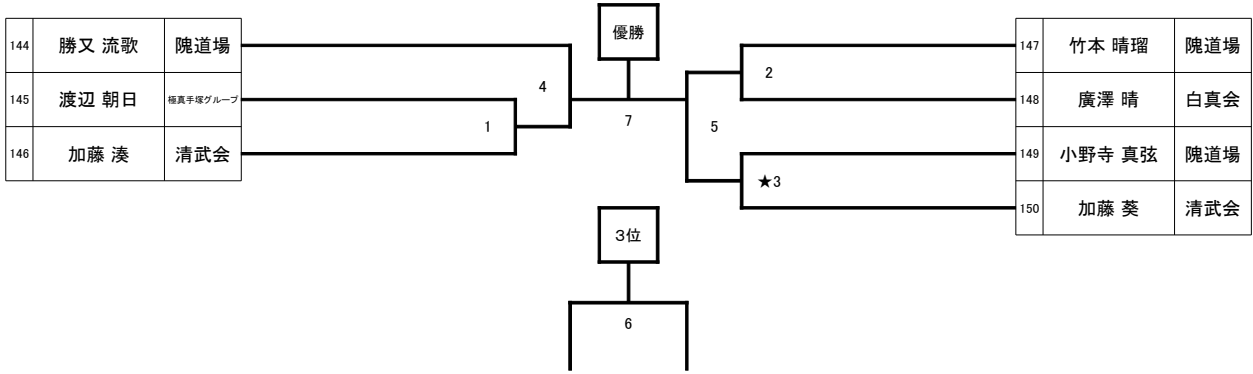 144 勝又 流歌 隗道場
145 渡辺 朝日 極真手塚グループ
146 加藤 湊 清武会
4
1
優勝
7
2
5
★3
147 竹本 晴瑠 隗道場
148 廣澤 晴 白真会
149 小野寺 真弦 隗道場
150 加藤 葵 清武会
3位
6